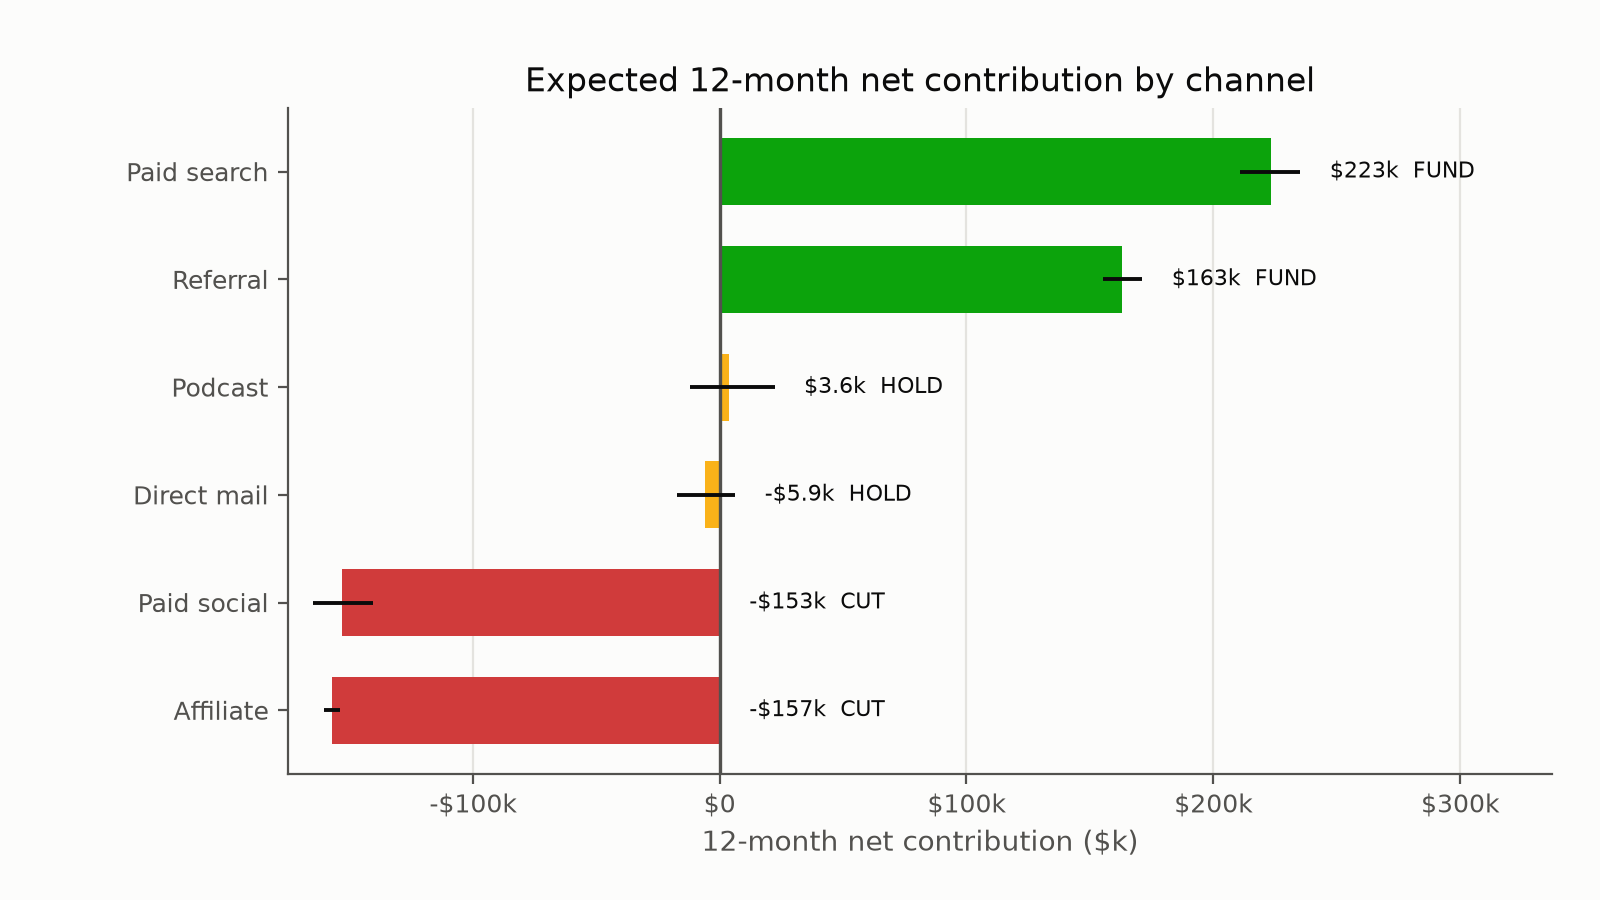 Expected 12-month net contribution by channel
Paid search
$223k  FUND
Referral
$163k  FUND
Podcast
$3.6k  HOLD
Direct mail
-$5.9k  HOLD
Paid social
-$153k  CUT
Affiliate
-$157k  CUT
-$100k
$0
$100k
$200k
$300k
12-month net contribution ($k)